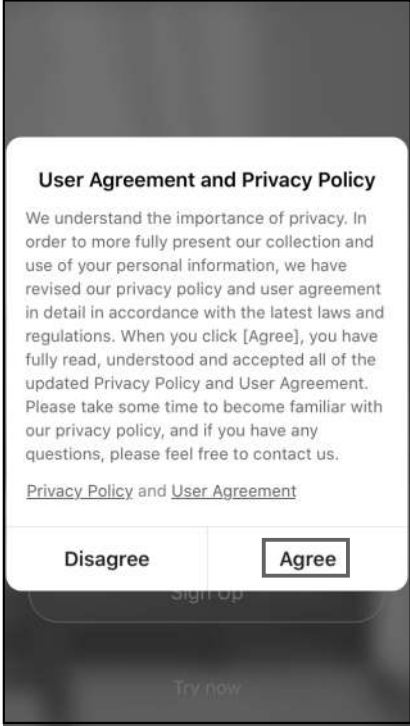 User Agreement and Privacy Policy
We understand the importance of privacy. In
order to more fully present our collection and
use of your personal information, we have
revised our privacy policy and user agreement
in detail in accordance with the latest laws and
regulations. When you click [Agree], you have
fully read, understood and accepted all of the
updated Privacy Policy and User Agreement.
Please take some time to become familiar with
our privacy policy, and if you have any
questions, please feel free to contact us.
Privacy Policy and User Agreement
Disagree Agree
Sign Up
Try now